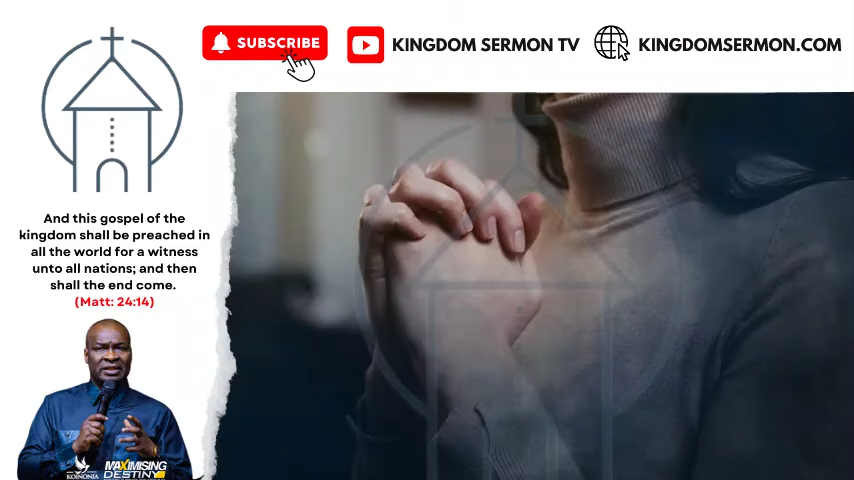 SUBSCRIBE
KINGDOM SERMON TV
KINGDOMSERMON.COM
And this gospel of the
kingdom shall be preached in
all the world for a witness
unto all nations; and then
shall the end come.
(Matt: 24:14)
KOINONIA
MAXIMISING
DESTINY